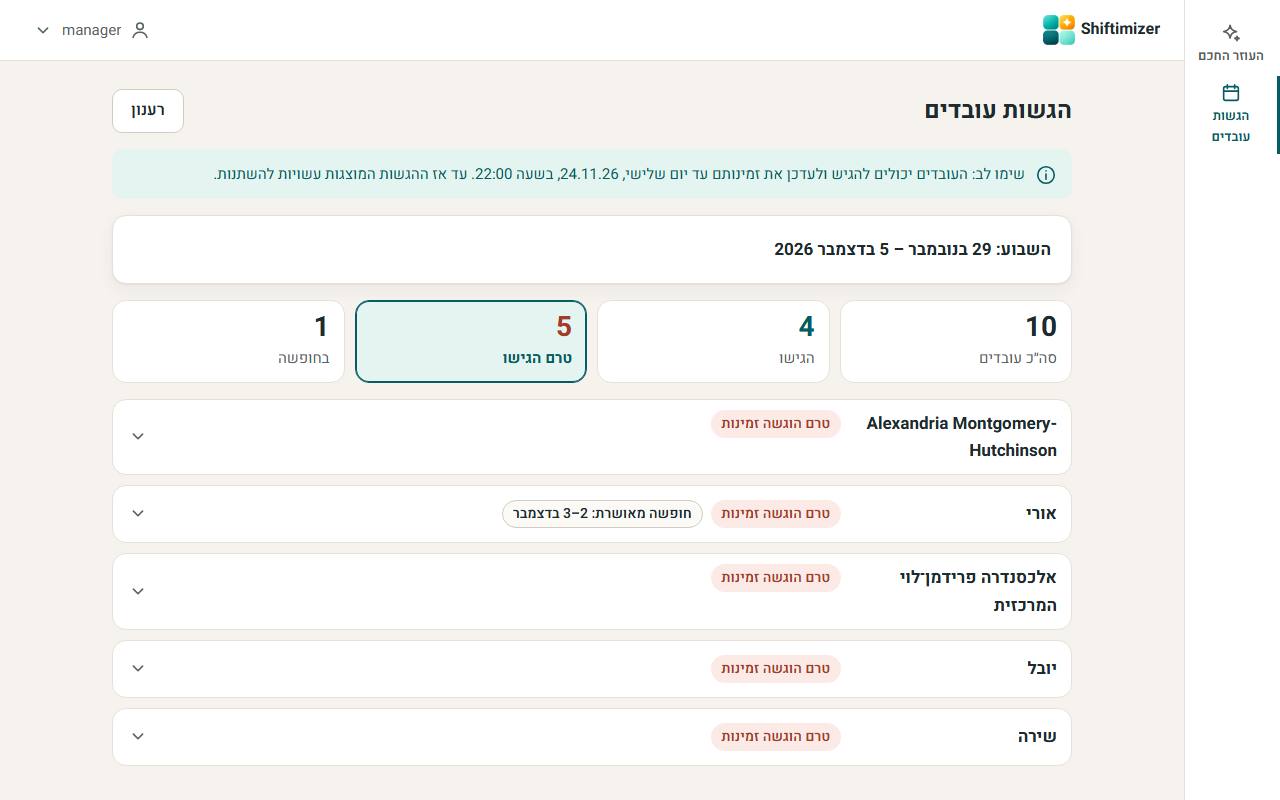 Shiftimizer
manager
העוזר החכם
הגשות
עובדים
הגשות עובדים
רענון
שימו לב: העובדים יכולים להגיש ולעדכן את זמינותם עד יום שלישי, 24.11.26, בשעה 22:00. עד אז ההגשות המוצגות עשויות להשתנות.
השבוע: 29 בנובמבר – 5 בדצמבר 2026
10
סה״כ עובדים
4
הגישו
5
טרם הגישו
1
בחופשה
Alexandria Montgomery-
Hutchinson
טרם הוגשה זמינות
אורי
טרם הוגשה זמינות
חופשה מאושרת: 2–3 בדצמבר
אלכסנדרה פרידמן־לוי
המרכזית
טרם הוגשה זמינות
יובל
טרם הוגשה זמינות
שירה
טרם הוגשה זמינות